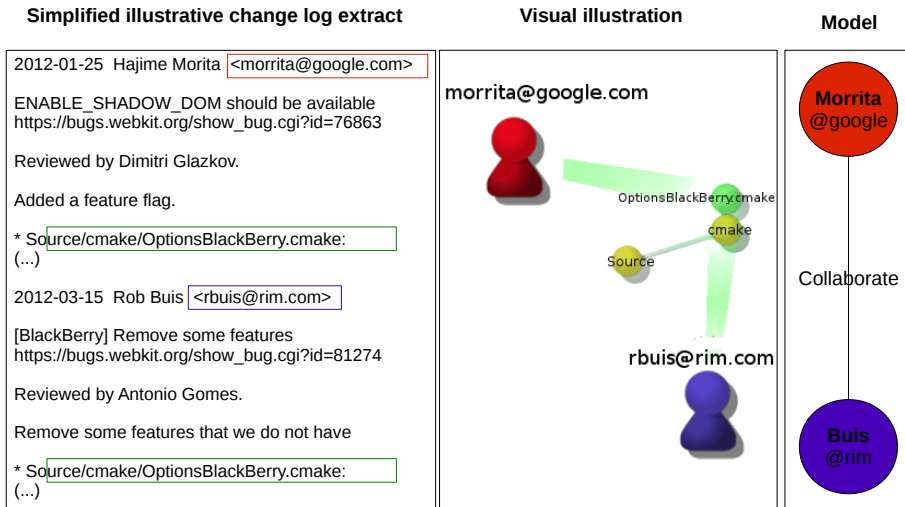 Simplified illustrative change log extract
2012-01-25  Hajime Morita <morrita@google.com>
ENABLE_SHADOW_DOM should be available
https://bugs.webkit.org/show_bug.cgi?id=76863
Reviewed by Dimitri Glazkov.
Added a feature flag.
* Source/cmake/OptionsBlackBerry.cmake:
(...)
2012-03-15  Rob Buis <rbuis@rim.com>
[BlackBerry] Remove some features
https://bugs.webkit.org/show_bug.cgi?id=81274
Reviewed by Antonio Gomes.
Remove some features that we do not have
* Source/cmake/OptionsBlackBerry.cmake:
(...)
Visual illustration
morrita@google.com
OptionsBlackBerry.cmake
cmake
Source
rbuis@rim.com
Model
Morrita
@google
Collaborate
Buis
@rim